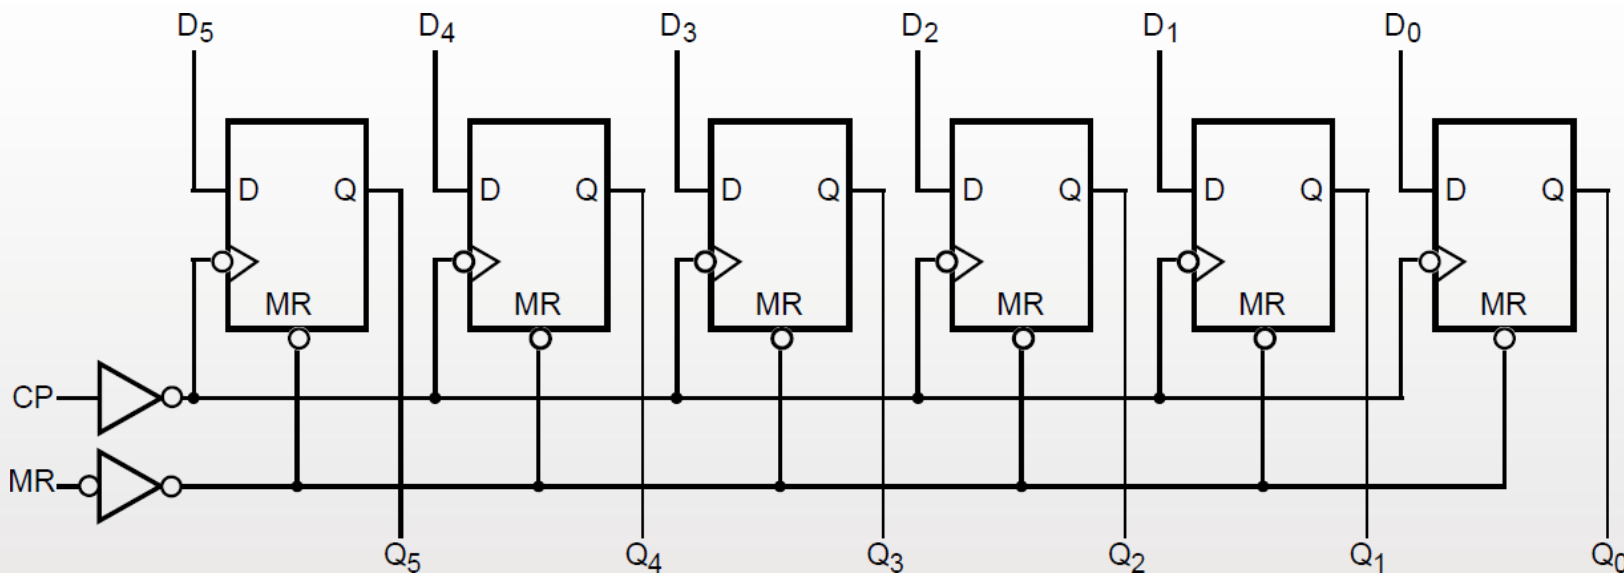 D5 D4 D3 D2 D1 D0
D Q D Q D Q D Q D Q D Q
MR MR MR MR MR MR
CP
MR
Q5 Q4 Q3 Q2 Q1 Q0